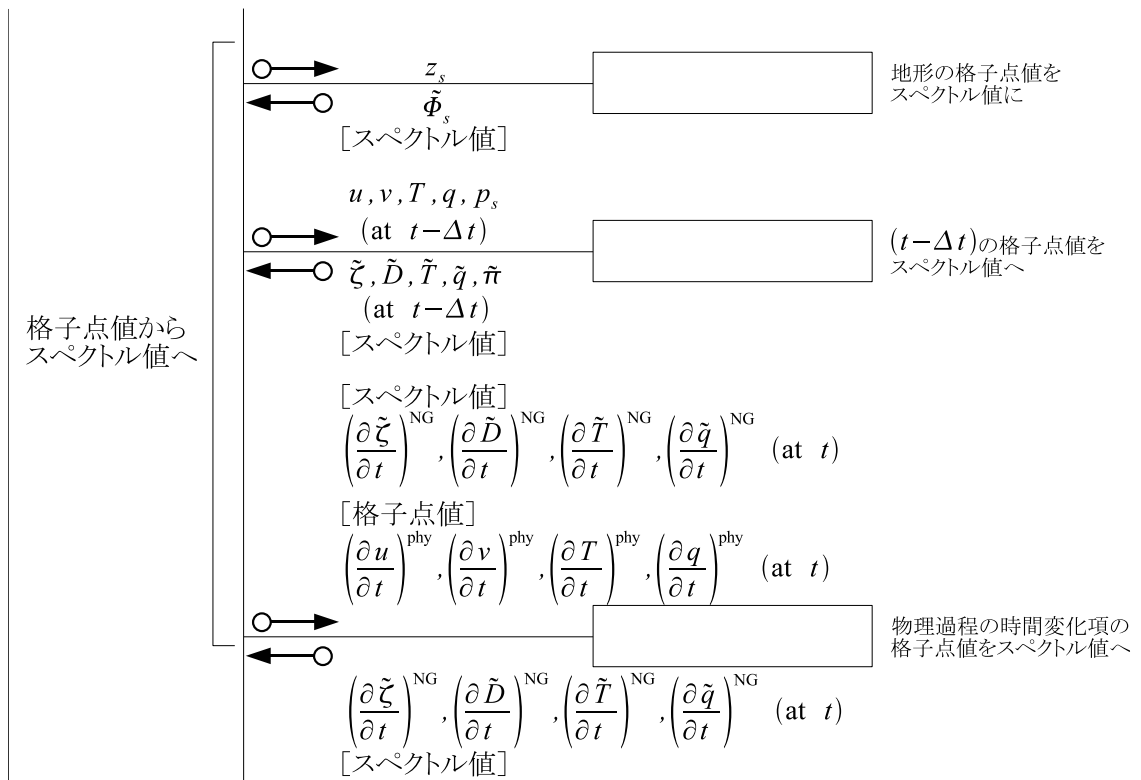 z_s
地形の格子点値を
スペクトル値に
Φ̃_s
[スペクトル値]
u , v , T , q , p_s
(at t−Δt)
(t−Δt)の格子点値を
スペクトル値へ
ζ̃ , D̃ , T̃ , q̃ , π̃
(at t−Δt)
[スペクトル値]
格子点値から
スペクトル値へ
[スペクトル値]
(∂ζ̃/∂t)^NG , (∂D̃/∂t)^NG , (∂T̃/∂t)^NG , (∂q̃/∂t)^NG (at t)
[格子点値]
(∂u/∂t)^phy , (∂v/∂t)^phy , (∂T/∂t)^phy , (∂q/∂t)^phy (at t)
物理過程の時間変化項の
格子点値をスペクトル値へ
(∂ζ̃/∂t)^NG , (∂D̃/∂t)^NG , (∂T̃/∂t)^NG , (∂q̃/∂t)^NG (at t)
[スペクトル値]